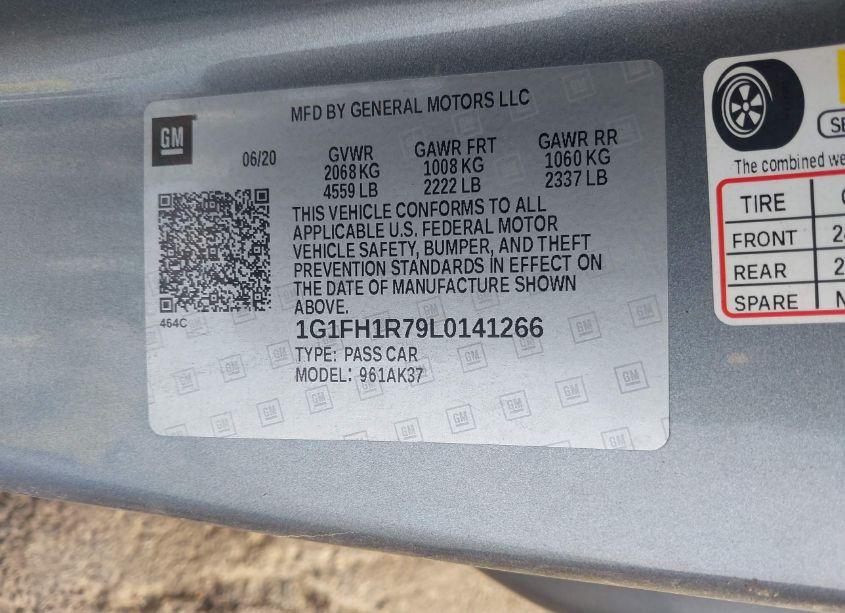 MFD BY GENERAL MOTORS LLC
GM
06/20
GVWR
2068 KG
4559 LB
GAWR FRT
1008 KG
2222 LB
GAWR RR
1060 KG
2337 LB
THIS VEHICLE CONFORMS TO ALL
APPLICABLE U.S. FEDERAL MOTOR
VEHICLE SAFETY, BUMPER, AND THEFT
PREVENTION STANDARDS IN EFFECT ON
THE DATE OF MANUFACTURE SHOWN
ABOVE.
464C
1G1FH1R79L0141266
TYPE: PASS CAR
MODEL: 961AK37
SE
The combined we
TIRE
FRONT
REAR
SPARE